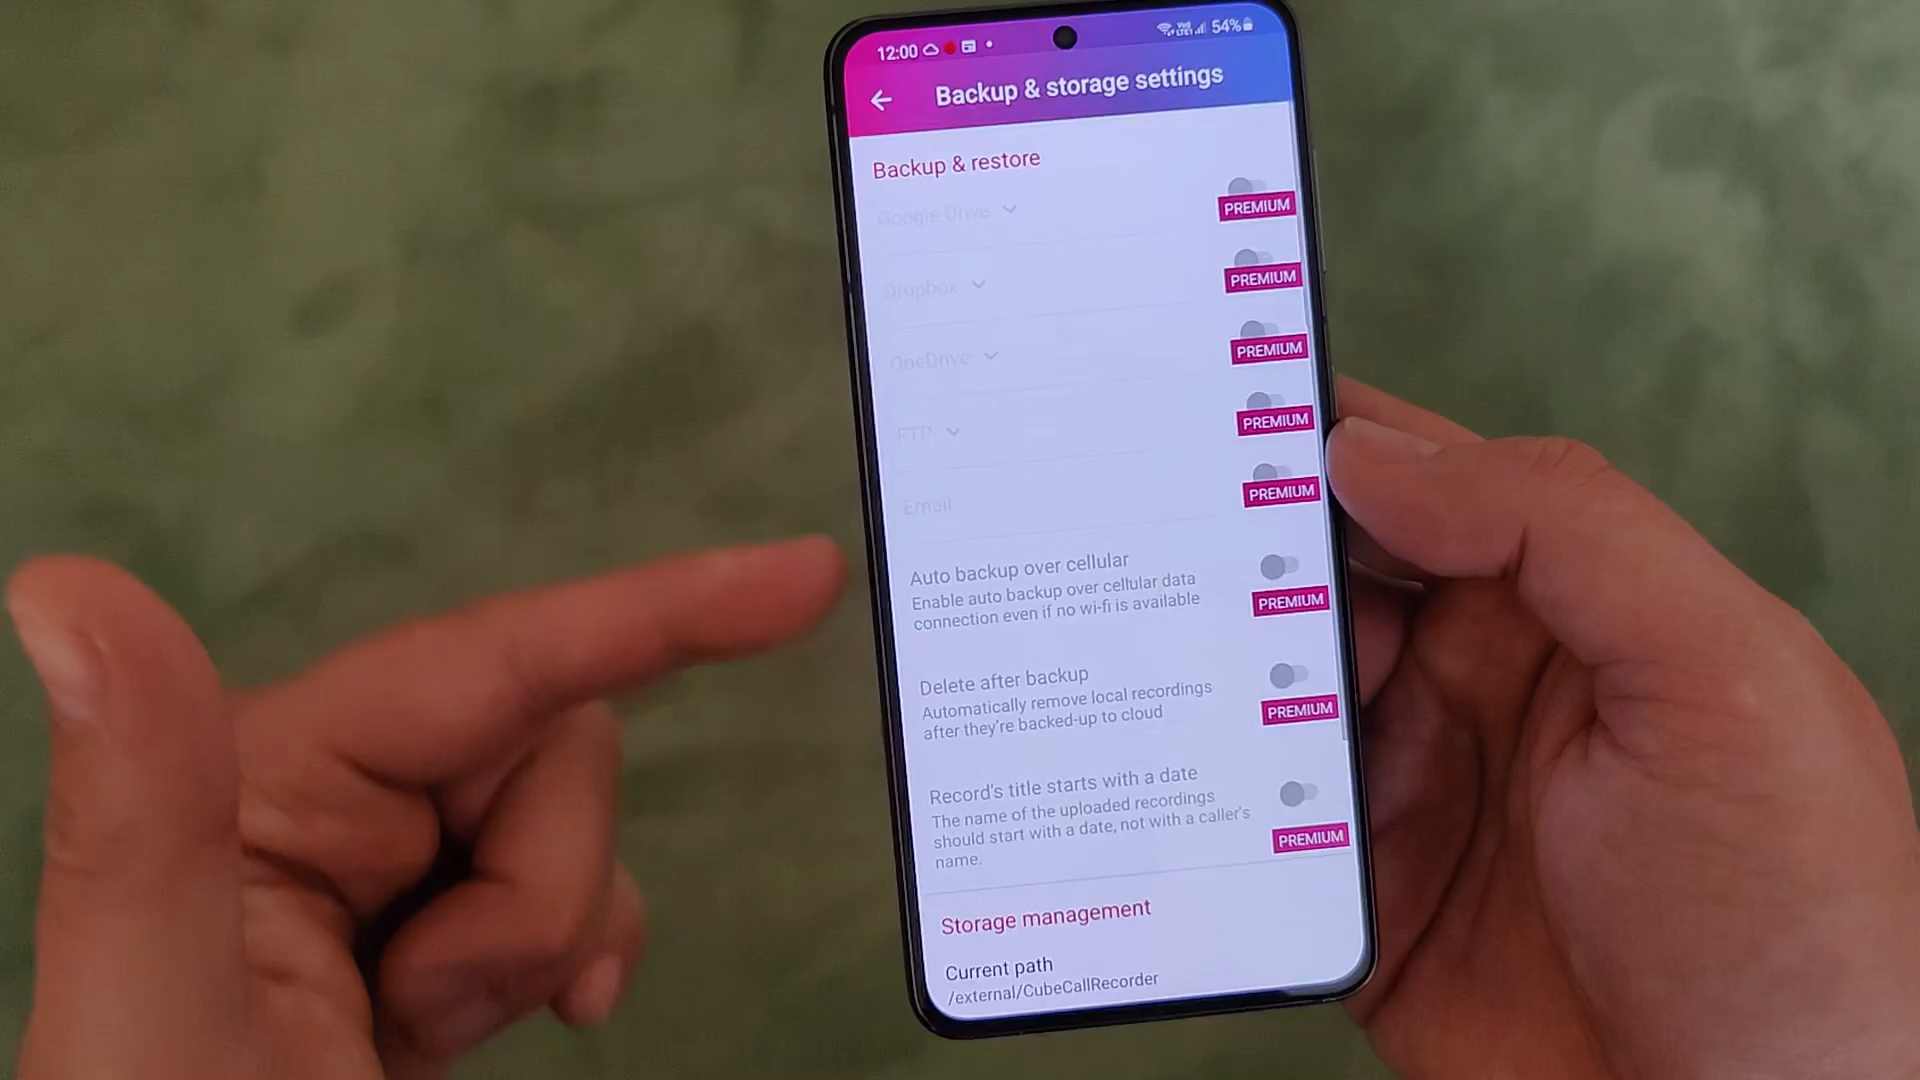 12:00 54%
Backup & storage settings
Backup & restore
Google Drive
PREMIUM
Dropbox
PREMIUM
OneDrive
PREMIUM
FTP
PREMIUM
Email
PREMIUM
Auto backup over cellular
Enable auto backup over cellular data
connection even if no wi-fi is available
PREMIUM
Delete after backup
Automatically remove local recordings
after they're backed-up to cloud
PREMIUM
Record's title starts with a date
The name of the uploaded recordings
should start with a date, not with a caller's
name.
PREMIUM
Storage management
Current path
/external/CubeCallRecorder